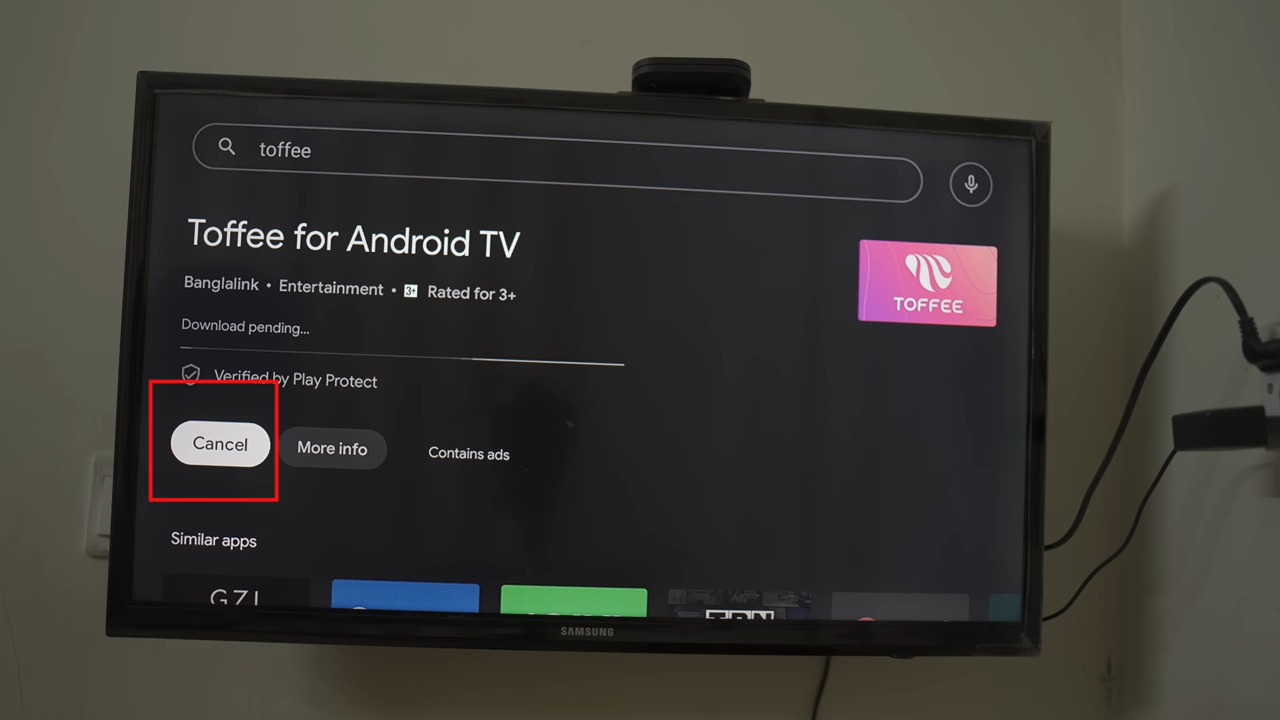 toffee
Toffee for Android TV
Banglalink • Entertainment • 3+ Rated for 3+
TOFFEE
Download pending...
Verified by Play Protect
Cancel
More info
Contains ads
Similar apps
SAMSUNG